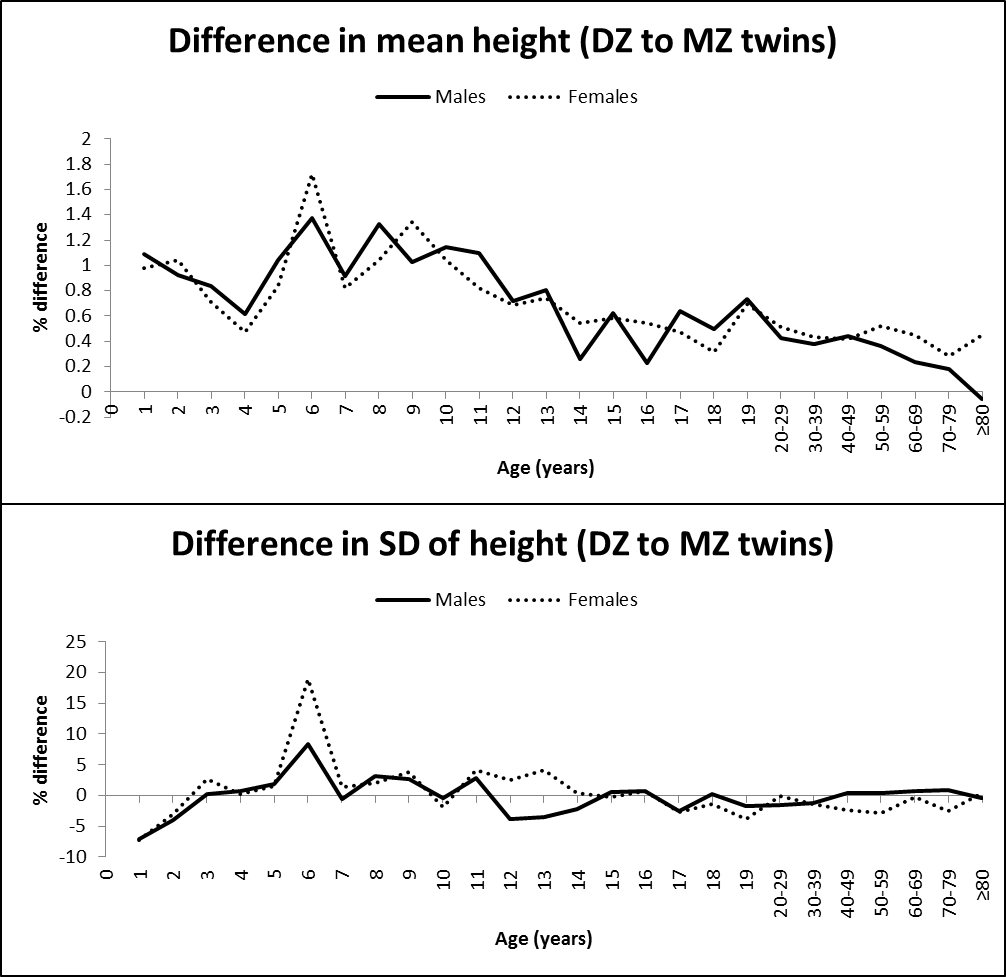 Difference in mean height (DZ to MZ twins)
Males Females
2
1.8
1.6
1.4
1.2
1
0.8
0.6
0.4
0.2
0
-0.2
% difference
0 1 2 3 4 5 6 7 8 9 10 11 12 13 14 15 16 17 18 19 20-29 30-39 40-49 50-59 60-69 70-79 ≥80
Age (years)
Difference in SD of height (DZ to MZ twins)
Males Females
25
20
15
10
5
0
-5
-10
% difference
0 1 2 3 4 5 6 7 8 9 10 11 12 13 14 15 16 17 18 19 20-29 30-39 40-49 50-59 60-69 70-79 ≥80
Age (years)